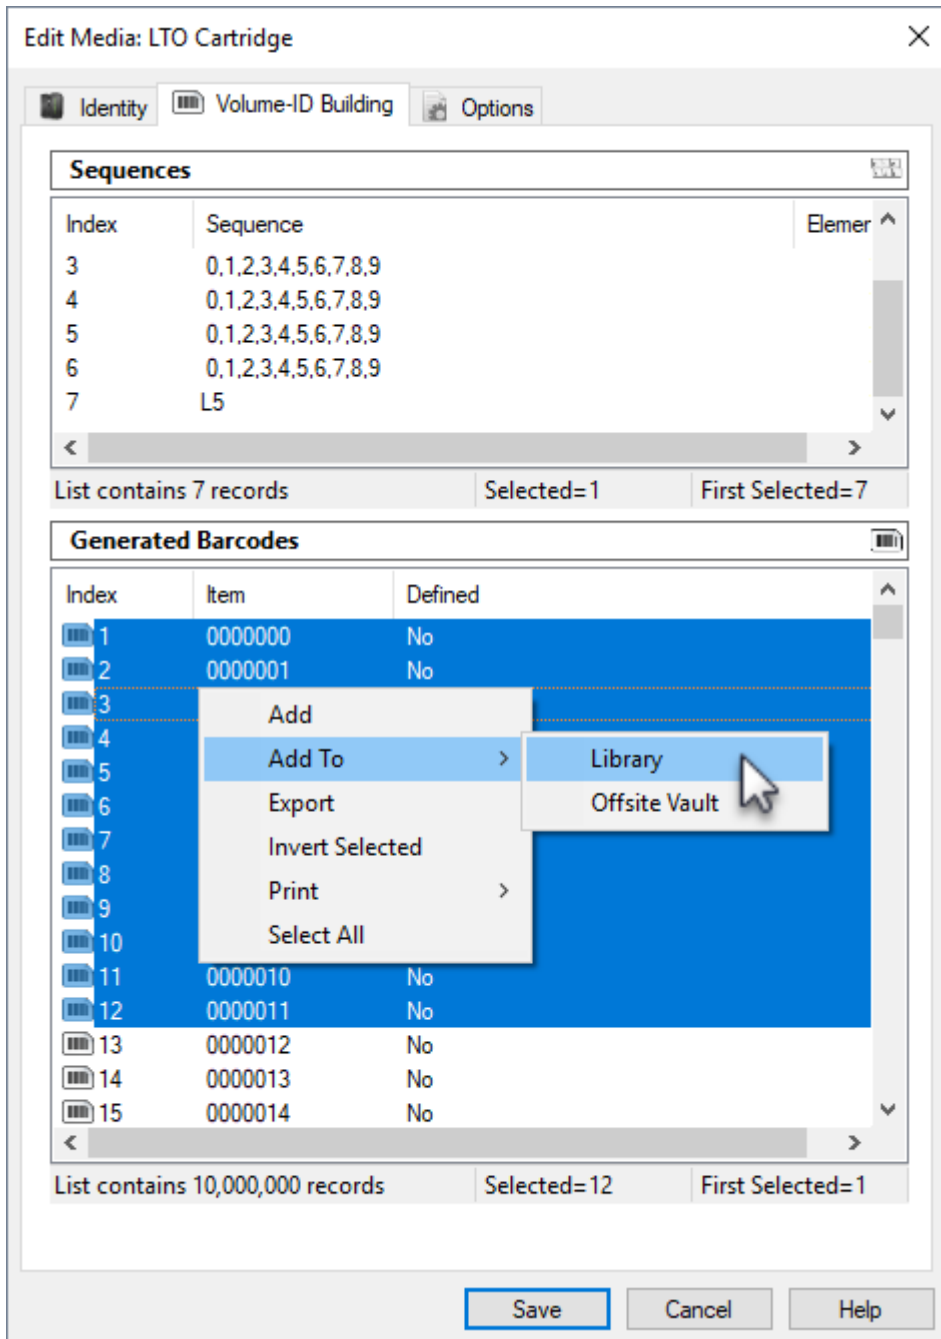 Edit Media: LTO Cartridge
Identity Volume-ID Building Options
Sequences
Index Sequence Elemer
3 0,1,2,3,4,5,6,7,8,9
4 0,1,2,3,4,5,6,7,8,9
5 0,1,2,3,4,5,6,7,8,9
6 0,1,2,3,4,5,6,7,8,9
7 L5
List contains 7 records Selected=1 First Selected=7
Generated Barcodes
Index Item Defined
1 0000000 No
2 0000001 No
3
Add
4
Add To Library
5
6
Export Offsite Vault
7
Invert Selected
8
Print
9
10
Select All
11 0000010 No
12 0000011 No
13 0000012 No
14 0000013 No
15 0000014 No
List contains 10,000,000 records Selected=12 First Selected=1
Save Cancel Help